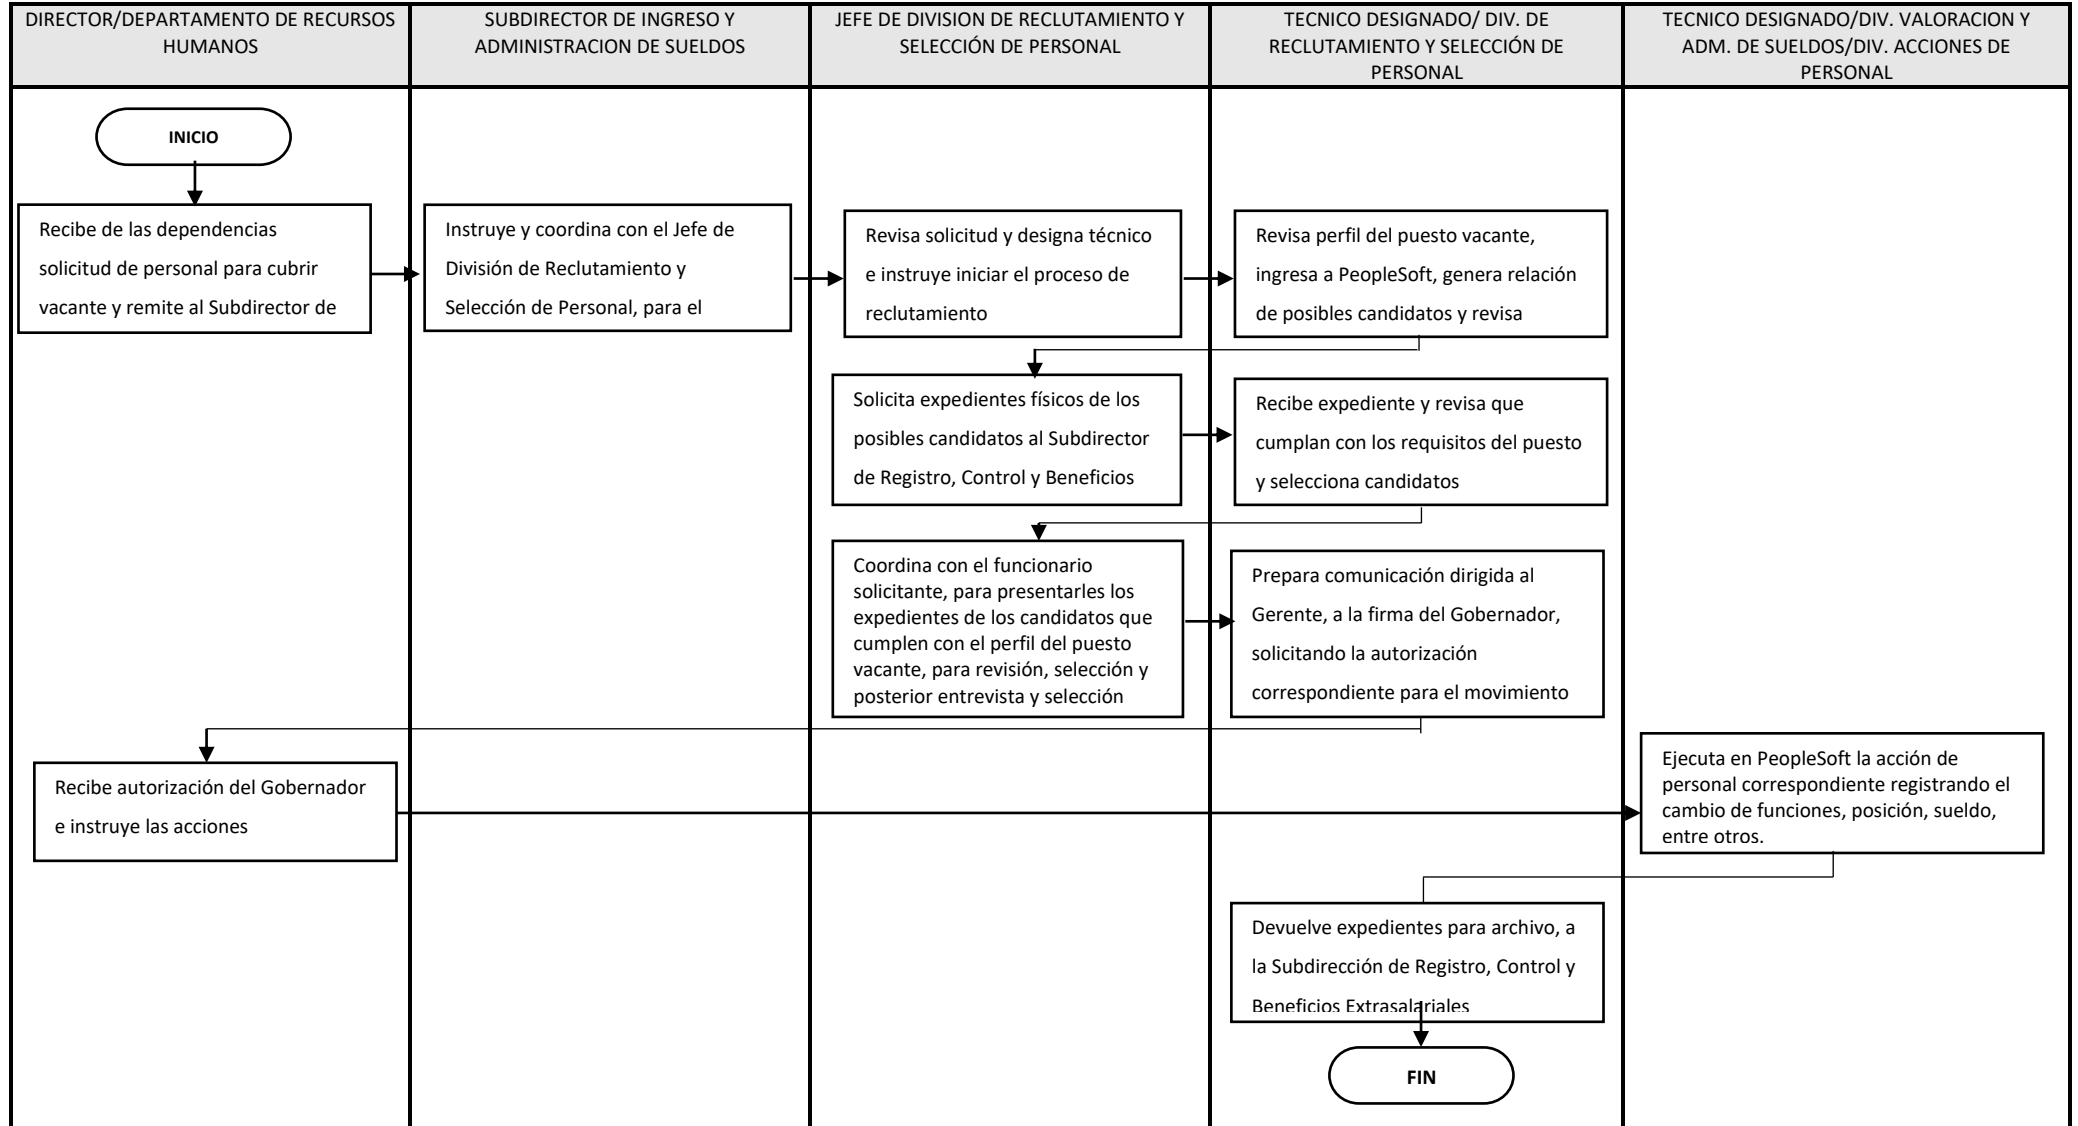 DIRECTOR/DEPARTAMENTO DE RECURSOS
HUMANOS
SUBDIRECTOR DE INGRESO Y
ADMINISTRACION DE SUELDOS
JEFE DE DIVISION DE RECLUTAMIENTO Y
SELECCIÓN DE PERSONAL
TECNICO DESIGNADO/ DIV. DE
RECLUTAMIENTO Y SELECCIÓN DE
PERSONAL
TECNICO DESIGNADO/DIV. VALORACION Y
ADM. DE SUELDOS/DIV. ACCIONES DE
PERSONAL
INICIO
Recibe de las dependencias
solicitud de personal para cubrir
vacante y remite al Subdirector de
Instruye y coordina con el Jefe de
División de Reclutamiento y
Selección de Personal, para el
Revisa solicitud y designa técnico
e instruye iniciar el proceso de
reclutamiento
Revisa perfil del puesto vacante,
ingresa a PeopleSoft, genera relación
de posibles candidatos y revisa
Solicita expedientes físicos de los
posibles candidatos al Subdirector
de Registro, Control y Beneficios
Recibe expediente y revisa que
cumplan con los requisitos del puesto
y selecciona candidatos
Coordina con el funcionario
solicitante, para presentarles los
expedientes de los candidatos que
cumplen con el perfil del puesto
vacante, para revisión, selección y
posterior entrevista y selección
Prepara comunicación dirigida al
Gerente, a la firma del Gobernador,
solicitando la autorización
correspondiente para el movimiento
Recibe autorización del Gobernador
e instruye las acciones
Ejecuta en PeopleSoft la acción de
personal correspondiente registrando el
cambio de funciones, posición, sueldo,
entre otros.
Devuelve expedientes para archivo, a
la Subdirección de Registro, Control y
Beneficios Extrasalariales
FIN